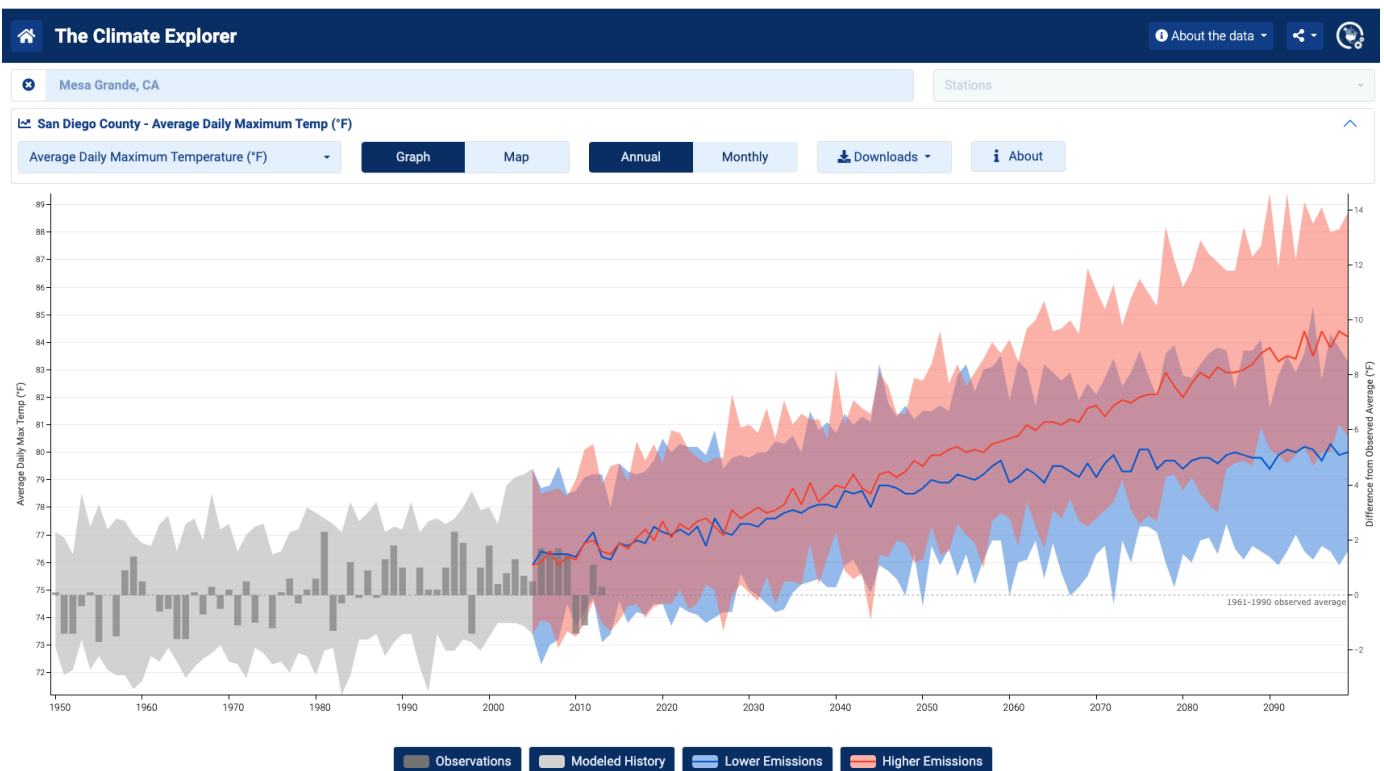 The Climate Explorer
About the data
Mesa Grande, CA
Stations
San Diego County - Average Daily Maximum Temp (°F)
Average Daily Maximum Temperature (°F)
Graph
Map
Annual
Monthly
Downloads
About
Average Daily Max Temp (°F)
89
88
87
86
85
84
83
82
81
80
79
78
77
76
75
74
73
72
14
12
10
8
6
4
2
0
−2
Difference from Observed Average (°F)
1961-1990 observed average
1950
1960
1970
1980
1990
2000
2010
2020
2030
2040
2050
2060
2070
2080
2090
Observations
Modeled History
Lower Emissions
Higher Emissions